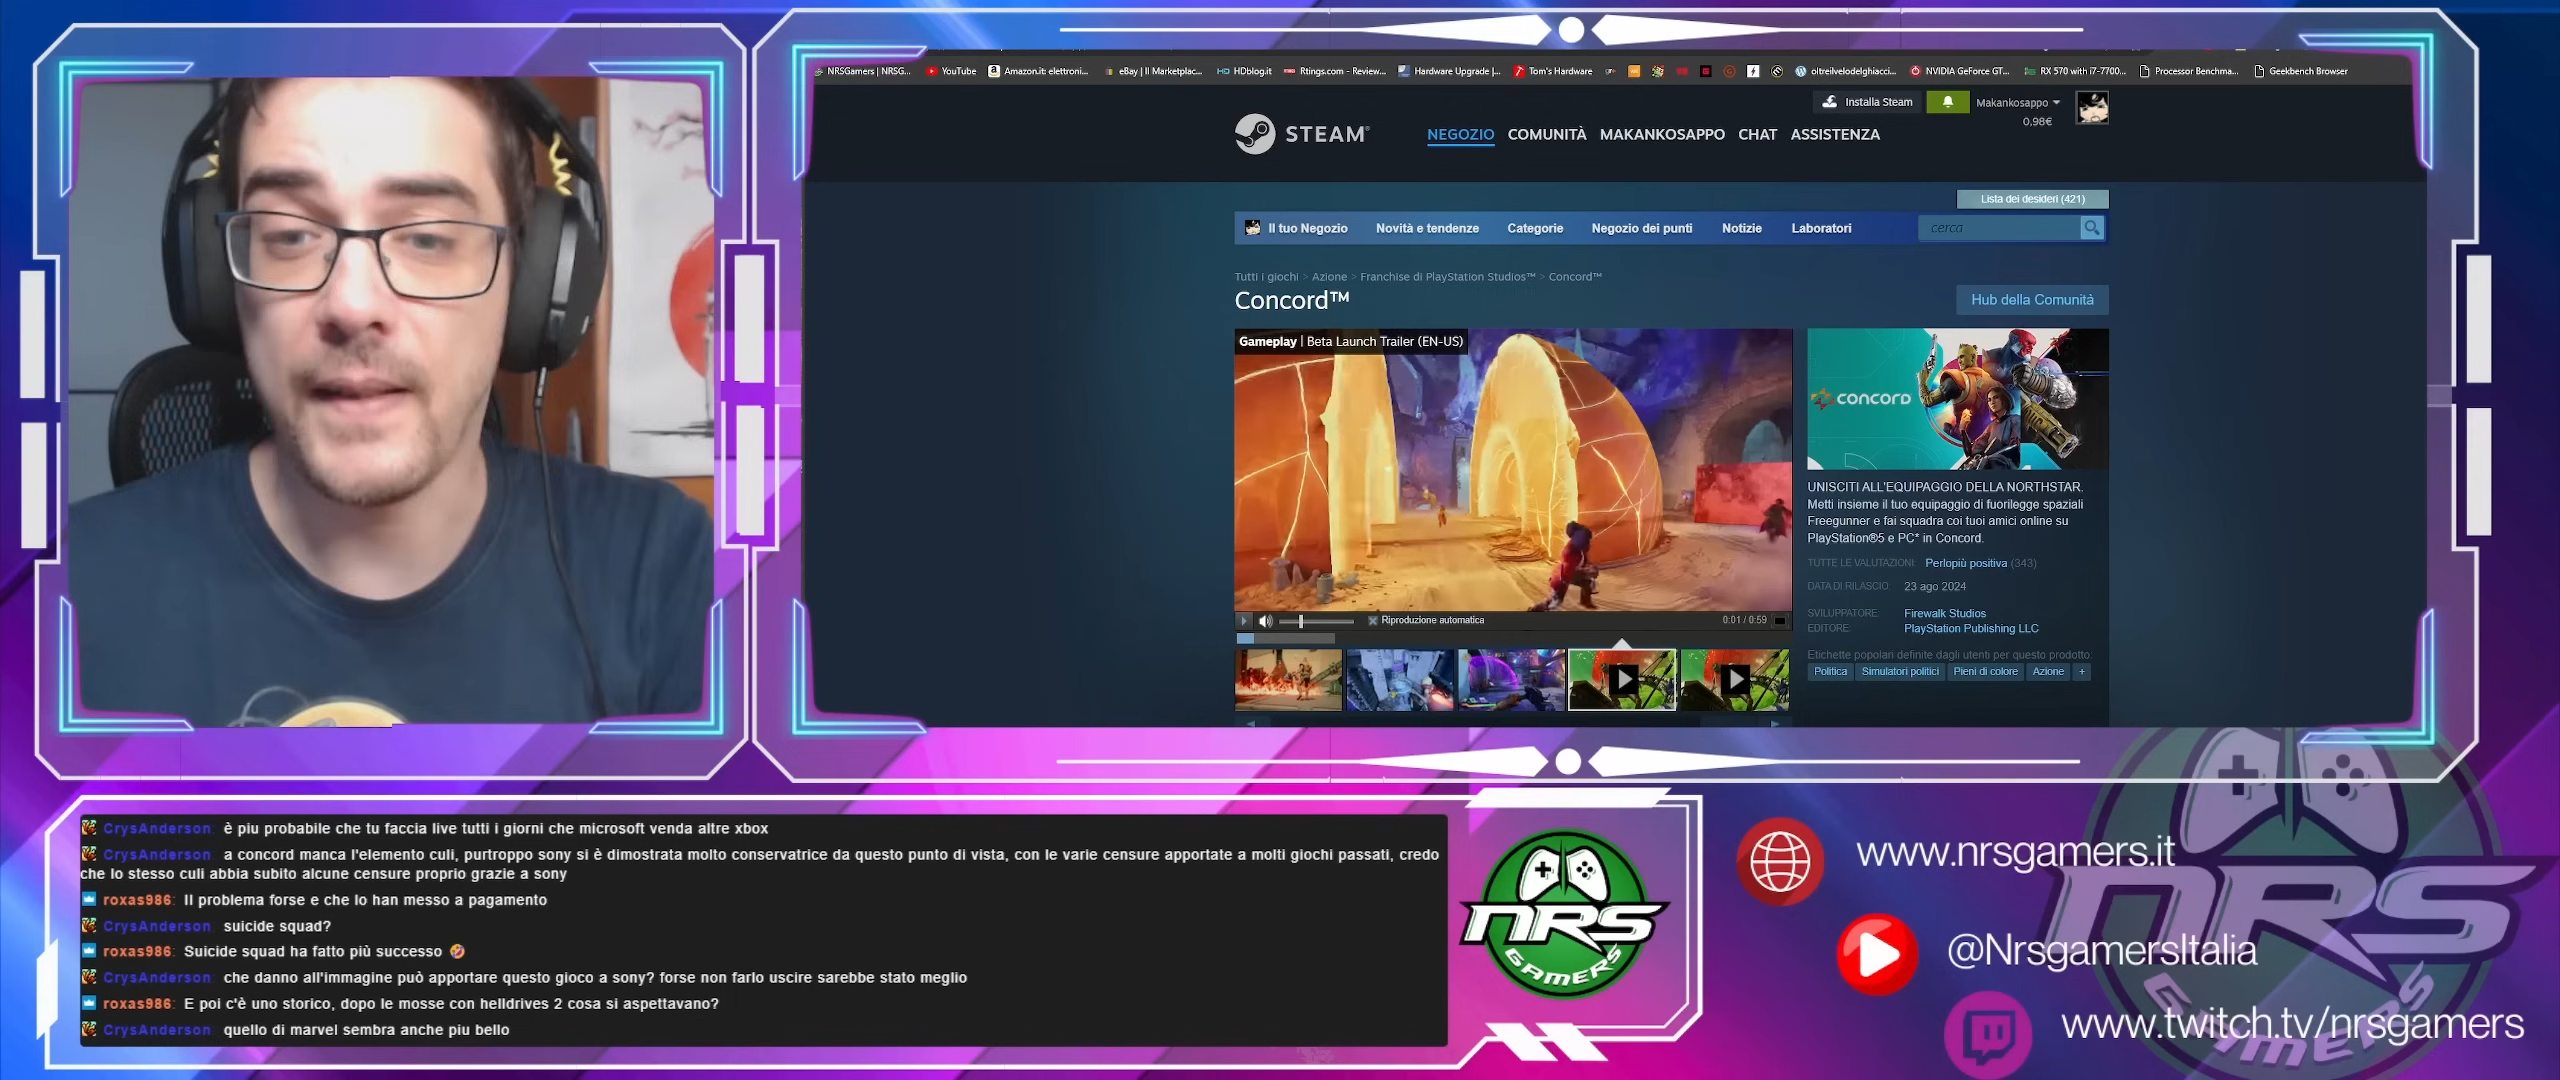 NRSGamers | NRSG... YouTube Amazon.it: elettroni... eBay | Il Marketplac... HDblog.it Rtings.com - Review... Hardware Upgrade |... Tom's Hardware oltreilvelodelghiacci... NVIDIA GeForce GT... RX 570 with i7-7700... Processor Benchma... Geekbench Browser
Installa Steam Makankosappo
0,98€
STEAM NEGOZIO COMUNITÀ MAKANKOSAPPO CHAT ASSISTENZA
Lista dei desideri (421)
Il tuo Negozio Novità e tendenze Categorie Negozio dei punti Notizie Laboratori cerca
Tutti i giochi > Azione > Franchise di PlayStation Studios™ > Concord™
Concord™
Hub della Comunità
Gameplay | Beta Launch Trailer (EN-US)
CONCORD
UNISCITI ALL'EQUIPAGGIO DELLA NORTHSTAR.
Metti insieme il tuo equipaggio di fuorilegge spaziali
Freegunner e fai squadra coi tuoi amici online su
PlayStation®5 e PC* in Concord.
TUTTE LE VALUTAZIONI: Perlopiù positiva (343)
DATA DI RILASCIO: 23 ago 2024
SVILUPPATORE: Firewalk Studios
EDITORE: PlayStation Publishing LLC
Etichette popolari definite dagli utenti per questo prodotto:
Politica Simulatori politici Pieni di colore Azione +
Riproduzione automatica 0:01 / 0:59
CrysAnderson: è piu probabile che tu faccia live tutti i giorni che microsoft venda altre xbox
CrysAnderson: a concord manca l'elemento culi, purtroppo sony si è dimostrata molto conservatrice da questo punto di vista, con le varie censure apportate a molti giochi passati, credo
che lo stesso culi abbia subito alcune censure proprio grazie a sony
roxas986: Il problema forse e che lo han messo a pagamento
CrysAnderson: suicide squad?
roxas986: Suicide squad ha fatto più successo 🤣
CrysAnderson: che danno all'immagine può apportare questo gioco a sony? forse non farlo uscire sarebbe stato meglio
roxas986: E poi c'è uno storico, dopo le mosse con helldrives 2 cosa si aspettavano?
CrysAnderson: quello di marvel sembra anche piu bello
NRS
GAMERS
www.nrsgamers.it
@NrsgamersItalia
www.twitch.tv/nrsgamers
NRS
GAMERS